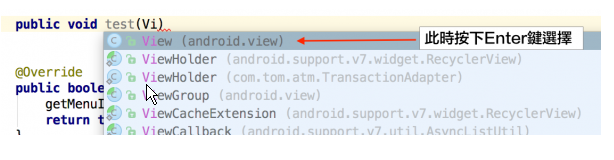 public void test(Vi)
View (android.view)
此時按下Enter鍵選擇
ViewHolder (android.support.v7.widget.RecyclerView)
@Override
ViewHolder (com.tom.atm.TransactionAdapter)
public boole
ViewGroup (android.view)
getMenuI
ViewCacheExtension (android.support.v7.widget.RecyclerView)
return t
ViewCallback (android.support.v7.util.AsyncListUtil)
}